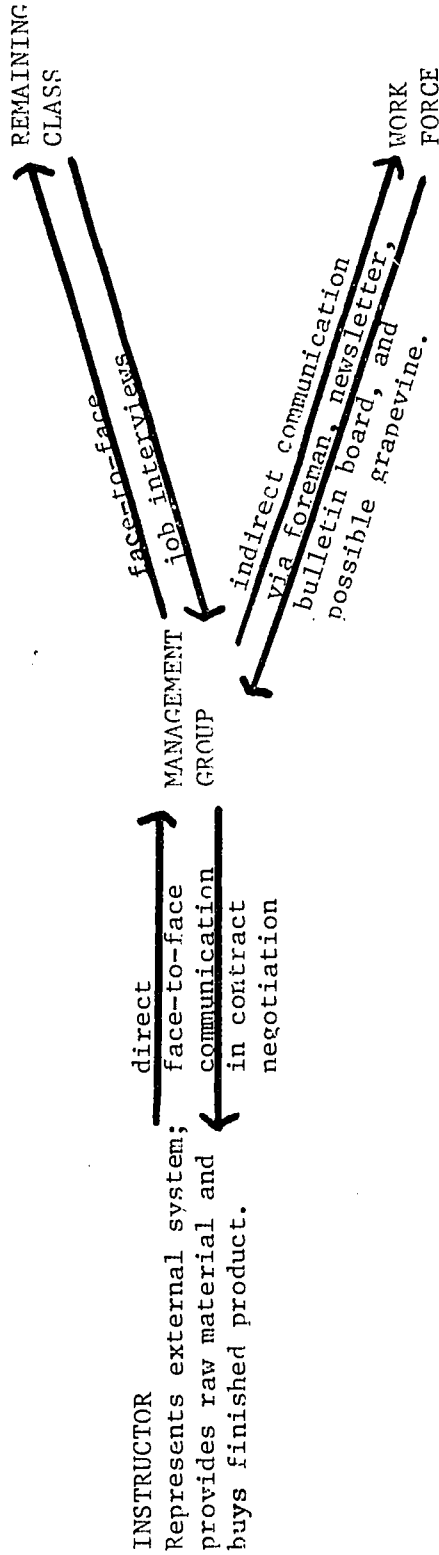 INSTRUCTOR
Represents external system;
provides raw material and
buys finished product.
direct
face-to-face
communication
in contract
negotiation
MANAGEMENT
GROUP
face-to-face
job interviews
REMAINING
CLASS
indirect communication
via foreman, newsletter,
bulletin board, and
possible grapevine.
WORK
FORCE